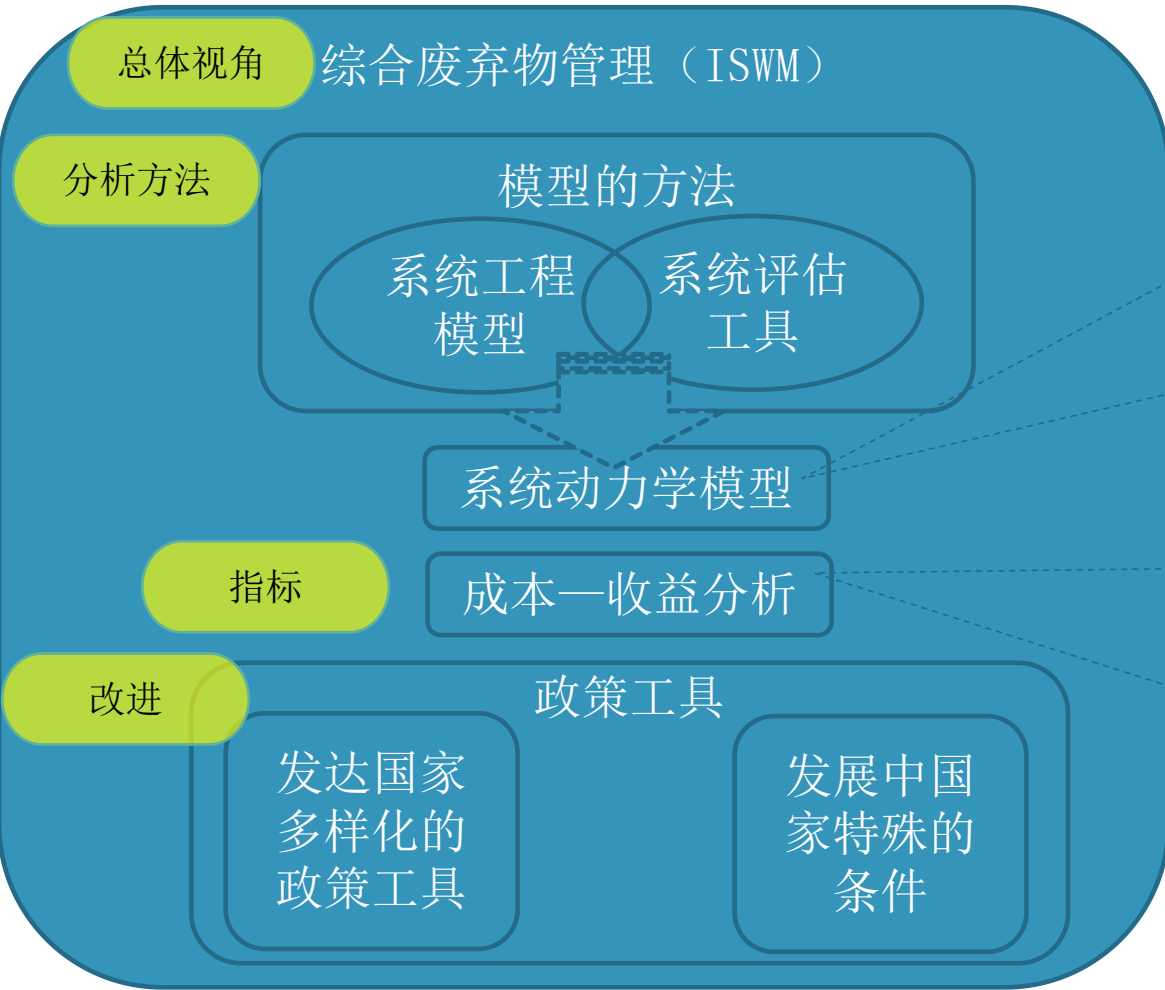 总体视角
综合废弃物管理（ISWM）
分析方法
模型的方法
系统工程
模型
系统评估
工具
系统动力学模型
指标
成本—收益分析
改进
政策工具
发达国家
多样化的
政策工具
发展中国
家特殊的
条件